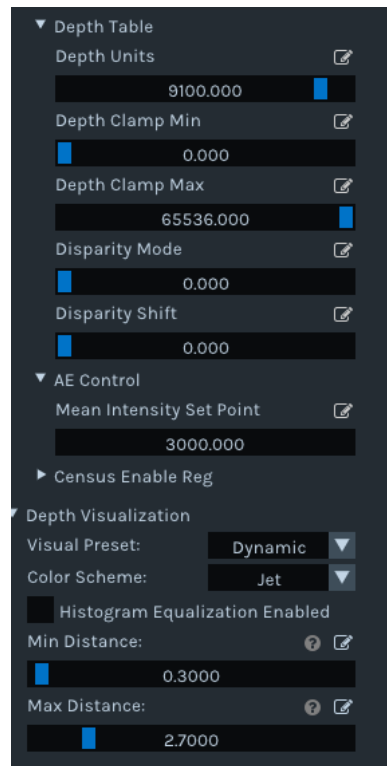 Depth Table
Depth Units
9100.000
Depth Clamp Min
0.000
Depth Clamp Max
65536.000
Disparity Mode
0.000
Disparity Shift
0.000
AE Control
Mean Intensity Set Point
3000.000
Census Enable Reg
Depth Visualization
Visual Preset: Dynamic
Color Scheme: Jet
Histogram Equalization Enabled
Min Distance:
0.3000
Max Distance:
2.7000